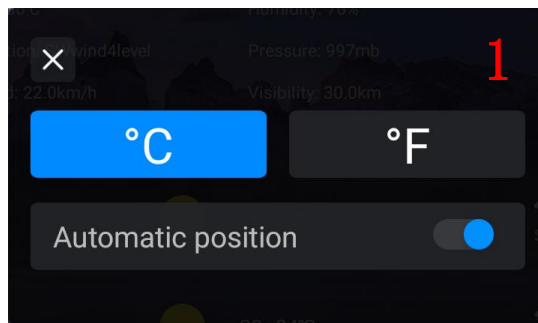 Humidity: 76%
wind4level
Pressure: 997mb
1
22.0km/h
Visibility: 30.0km
°C
°F
Automatic position